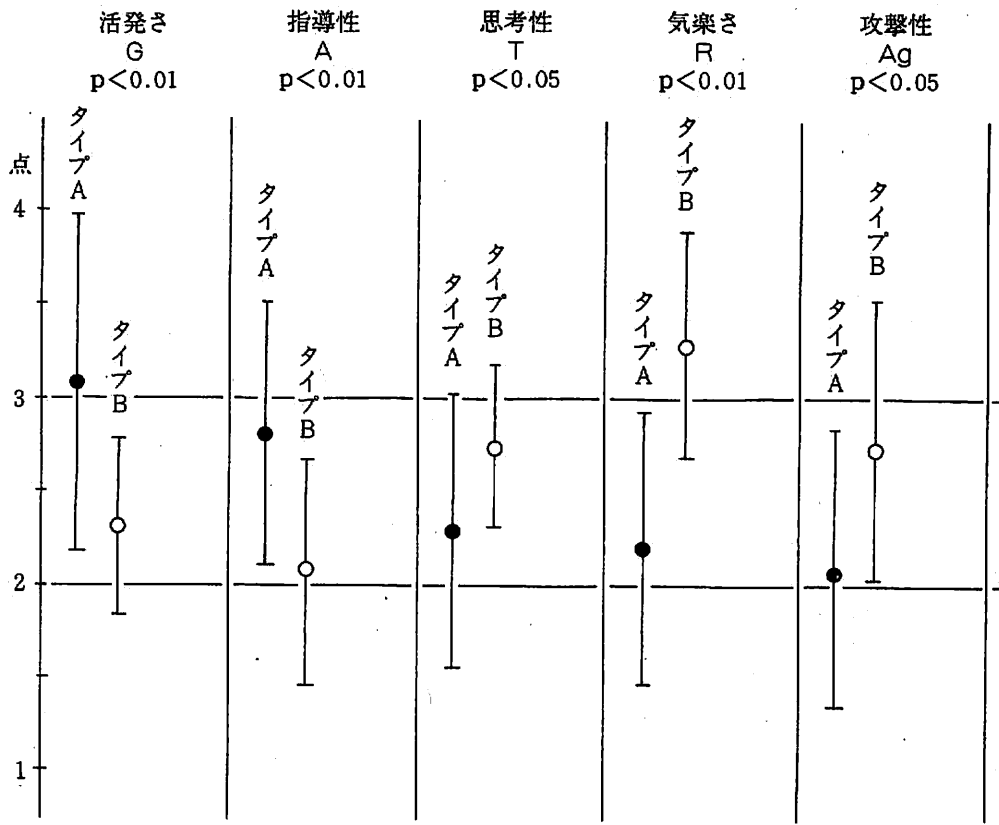 活発さ
G
p<0.01
指導性
A
p<0.01
思考性
T
p<0.05
気楽さ
R
p<0.01
攻撃性
Ag
p<0.05
点
4
3
2
1
タイプA
タイプB
タイプA
タイプB
タイプA
タイプB
タイプA
タイプB
タイプA
タイプB